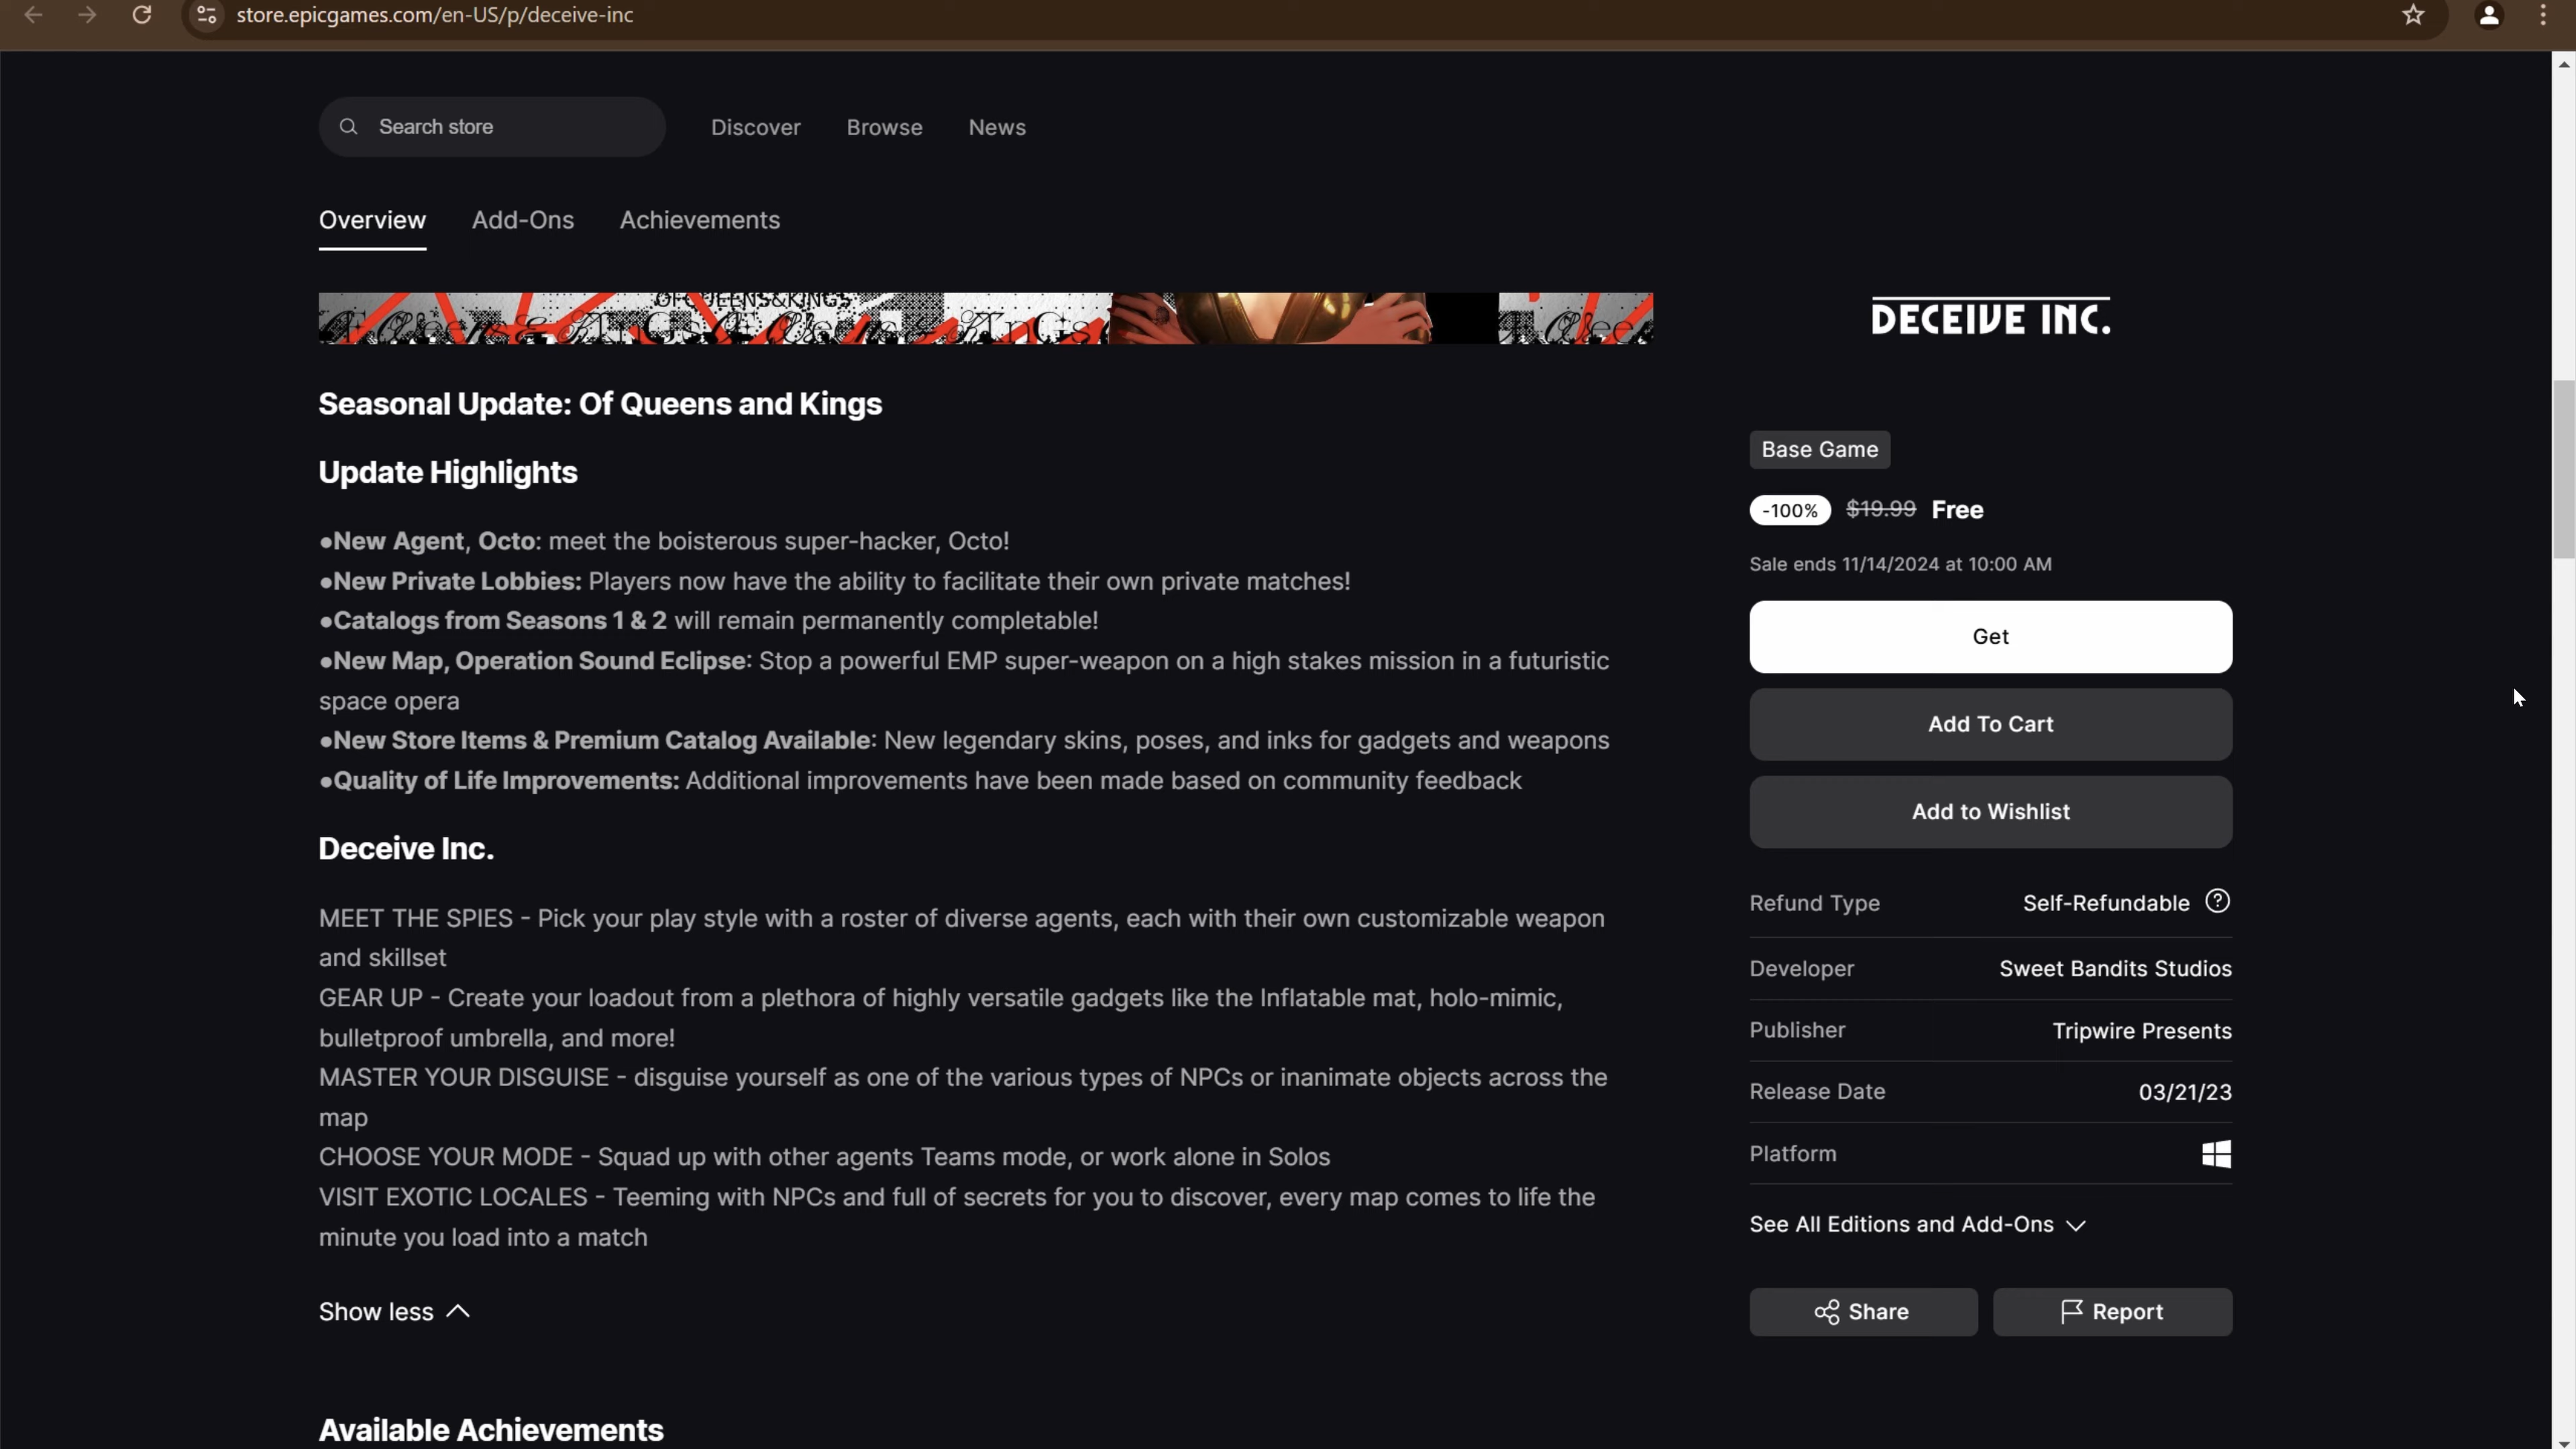 store.epicgames.com/en-US/p/deceive-inc
Search store
Discover
Browse
News
Overview
Add-Ons
Achievements
OF QUEENS & KINGS
DECEIVE INC.
Seasonal Update: Of Queens and Kings
Update Highlights
●New Agent, Octo: meet the boisterous super-hacker, Octo!
●New Private Lobbies: Players now have the ability to facilitate their own private matches!
●Catalogs from Seasons 1 & 2 will remain permanently completable!
●New Map, Operation Sound Eclipse: Stop a powerful EMP super-weapon on a high stakes mission in a futuristic
space opera
●New Store Items & Premium Catalog Available: New legendary skins, poses, and inks for gadgets and weapons
●Quality of Life Improvements: Additional improvements have been made based on community feedback
Deceive Inc.
MEET THE SPIES - Pick your play style with a roster of diverse agents, each with their own customizable weapon
and skillset
GEAR UP - Create your loadout from a plethora of highly versatile gadgets like the Inflatable mat, holo-mimic,
bulletproof umbrella, and more!
MASTER YOUR DISGUISE - disguise yourself as one of the various types of NPCs or inanimate objects across the
map
CHOOSE YOUR MODE - Squad up with other agents Teams mode, or work alone in Solos
VISIT EXOTIC LOCALES - Teeming with NPCs and full of secrets for you to discover, every map comes to life the
minute you load into a match
Show less
Available Achievements
Base Game
-100% $19.99 Free
Sale ends 11/14/2024 at 10:00 AM
Get
Add To Cart
Add to Wishlist
Refund Type Self-Refundable
Developer Sweet Bandits Studios
Publisher Tripwire Presents
Release Date 03/21/23
Platform
See All Editions and Add-Ons
Share
Report